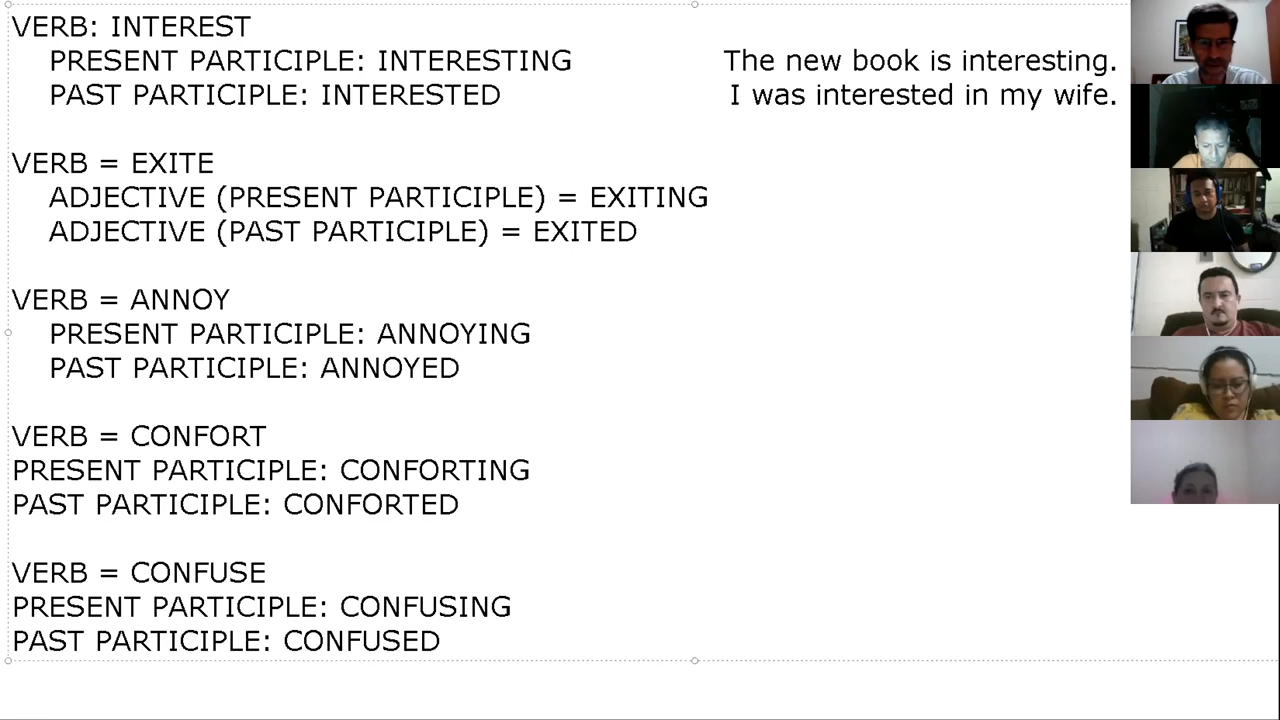 VERB: INTEREST
PRESENT PARTICIPLE: INTERESTING The new book is interesting.
PAST PARTICIPLE: INTERESTED I was interested in my wife.
VERB = EXITE
ADJECTIVE (PRESENT PARTICIPLE) = EXITING
ADJECTIVE (PAST PARTICIPLE) = EXITED
VERB = ANNOY
PRESENT PARTICIPLE: ANNOYING
PAST PARTICIPLE: ANNOYED
VERB = CONFORT
PRESENT PARTICIPLE: CONFORTING
PAST PARTICIPLE: CONFORTED
VERB = CONFUSE
PRESENT PARTICIPLE: CONFUSING
PAST PARTICIPLE: CONFUSED